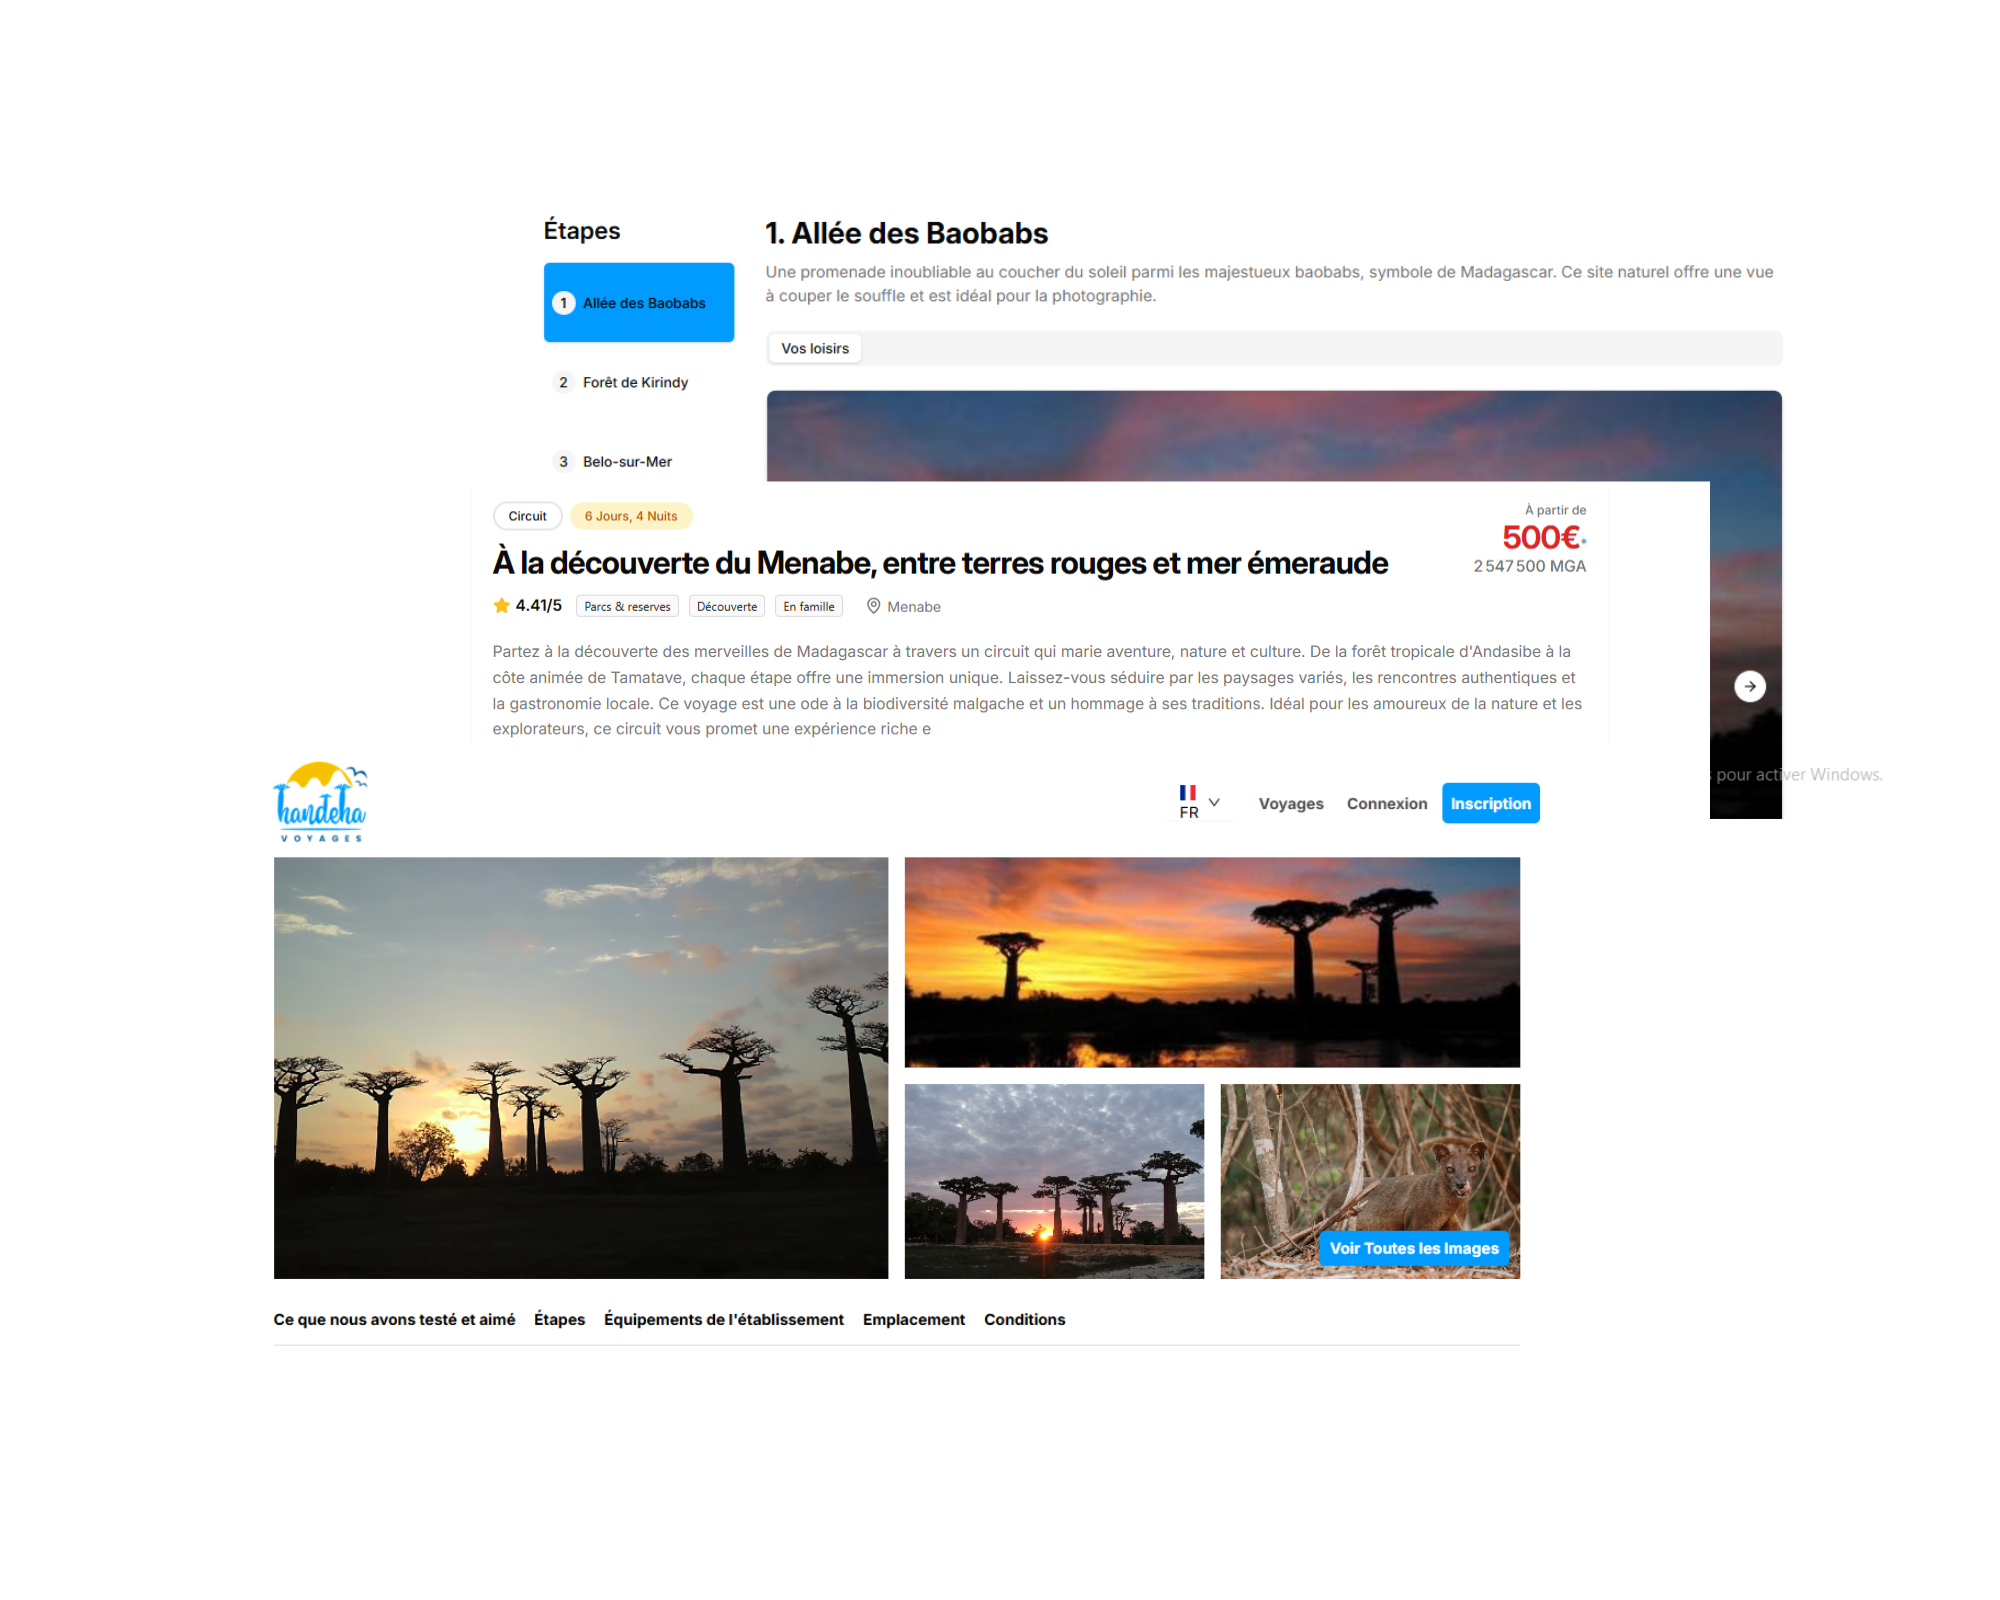 Étapes
1 Allée des Baobabs
2 Forêt de Kirindy
3 Belo-sur-Mer
1. Allée des Baobabs
Une promenade inoubliable au coucher du soleil parmi les majestueux baobabs, symbole de Madagascar. Ce site naturel offre une vue
à couper le souffle et est idéal pour la photographie.
Vos loisirs
Circuit
6 Jours, 4 Nuits
À partir de
500€*
2 547 500 MGA
À la découverte du Menabe, entre terres rouges et mer émeraude
4.41/5 Parcs & reserves Découverte En famille Menabe
Partez à la découverte des merveilles de Madagascar à travers un circuit qui marie aventure, nature et culture. De la forêt tropicale d'Andasibe à la
côte animée de Tamatave, chaque étape offre une immersion unique. Laissez-vous séduire par les paysages variés, les rencontres authentiques et
la gastronomie locale. Ce voyage est une ode à la biodiversité malgache et un hommage à ses traditions. Idéal pour les amoureux de la nature et les
explorateurs, ce circuit vous promet une expérience riche e
pour activer Windows.
handeha
VOYAGES
FR
Voyages Connexion Inscription
Voir Toutes les Images
Ce que nous avons testé et aimé Étapes Équipements de l'établissement Emplacement Conditions